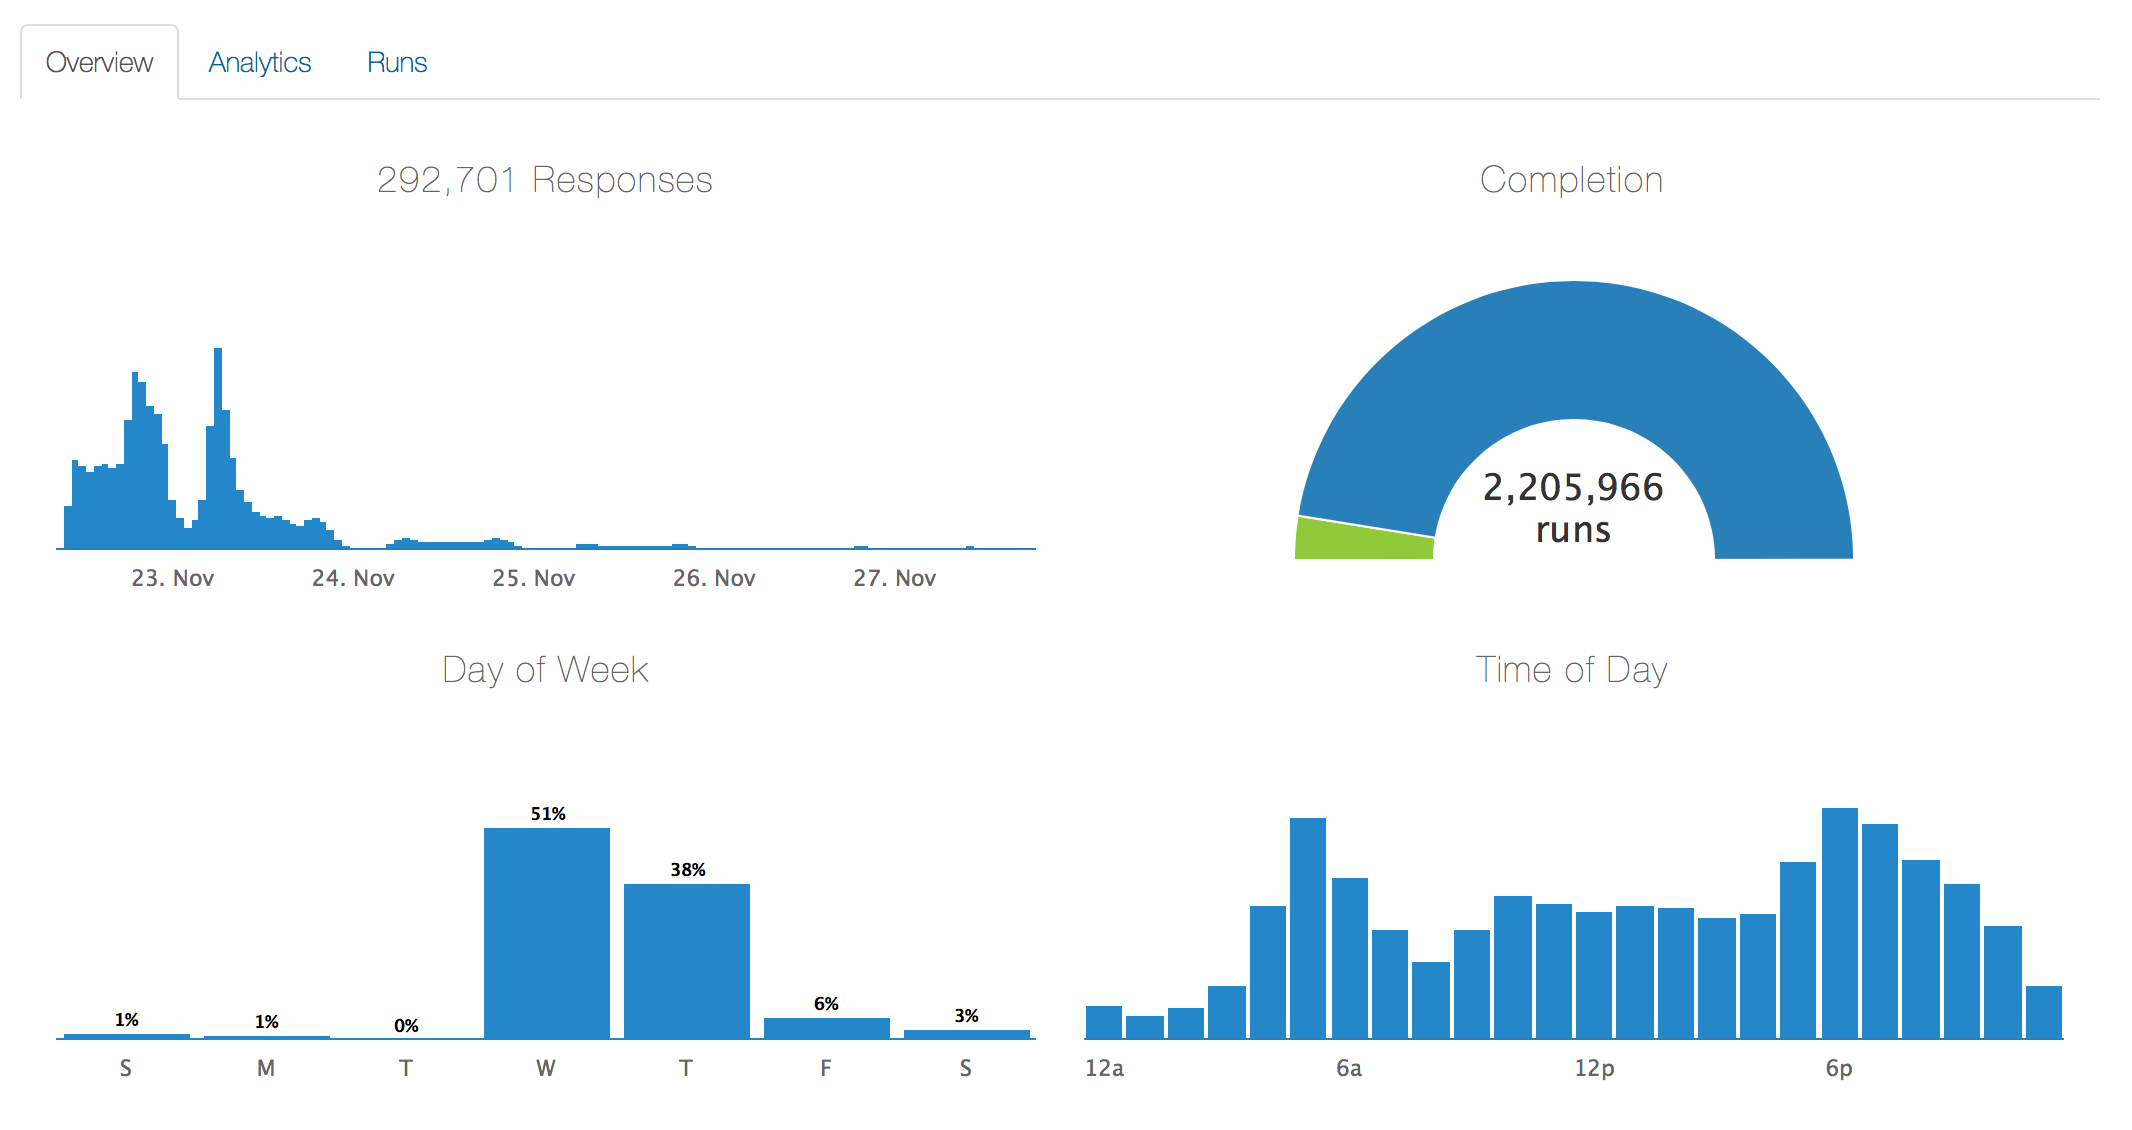 Overview Analytics Runs
292,701 Responses
23. Nov 24. Nov 25. Nov 26. Nov 27. Nov
Completion
2,205,966
runs
Day of Week
1% 1% 0% 51% 38% 6% 3%
S M T W T F S
Time of Day
12a 6a 12p 6p